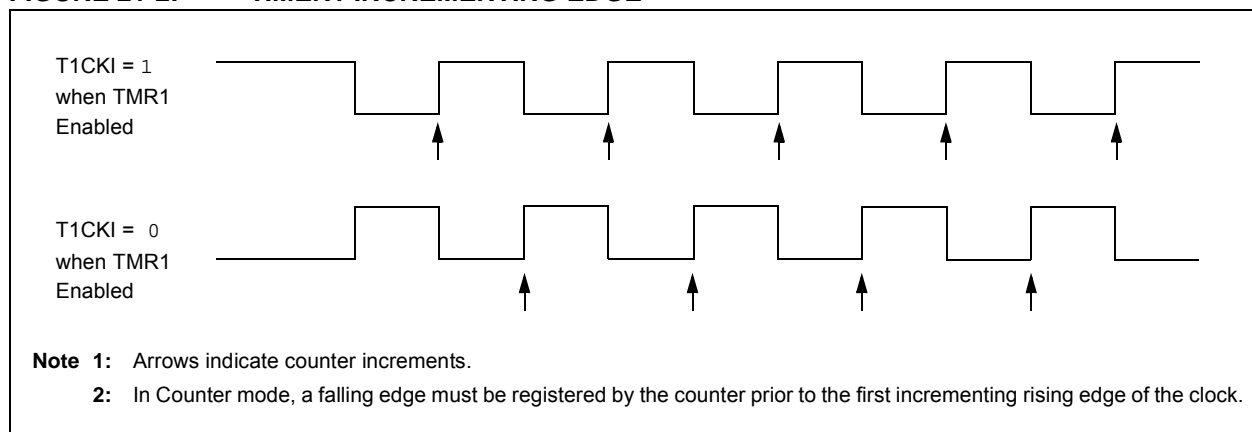 T1CKI = 1
when TMR1
Enabled
T1CKI = 0
when TMR1
Enabled
Note 1: Arrows indicate counter increments.
2: In Counter mode, a falling edge must be registered by the counter prior to the first incrementing rising edge of the clock.